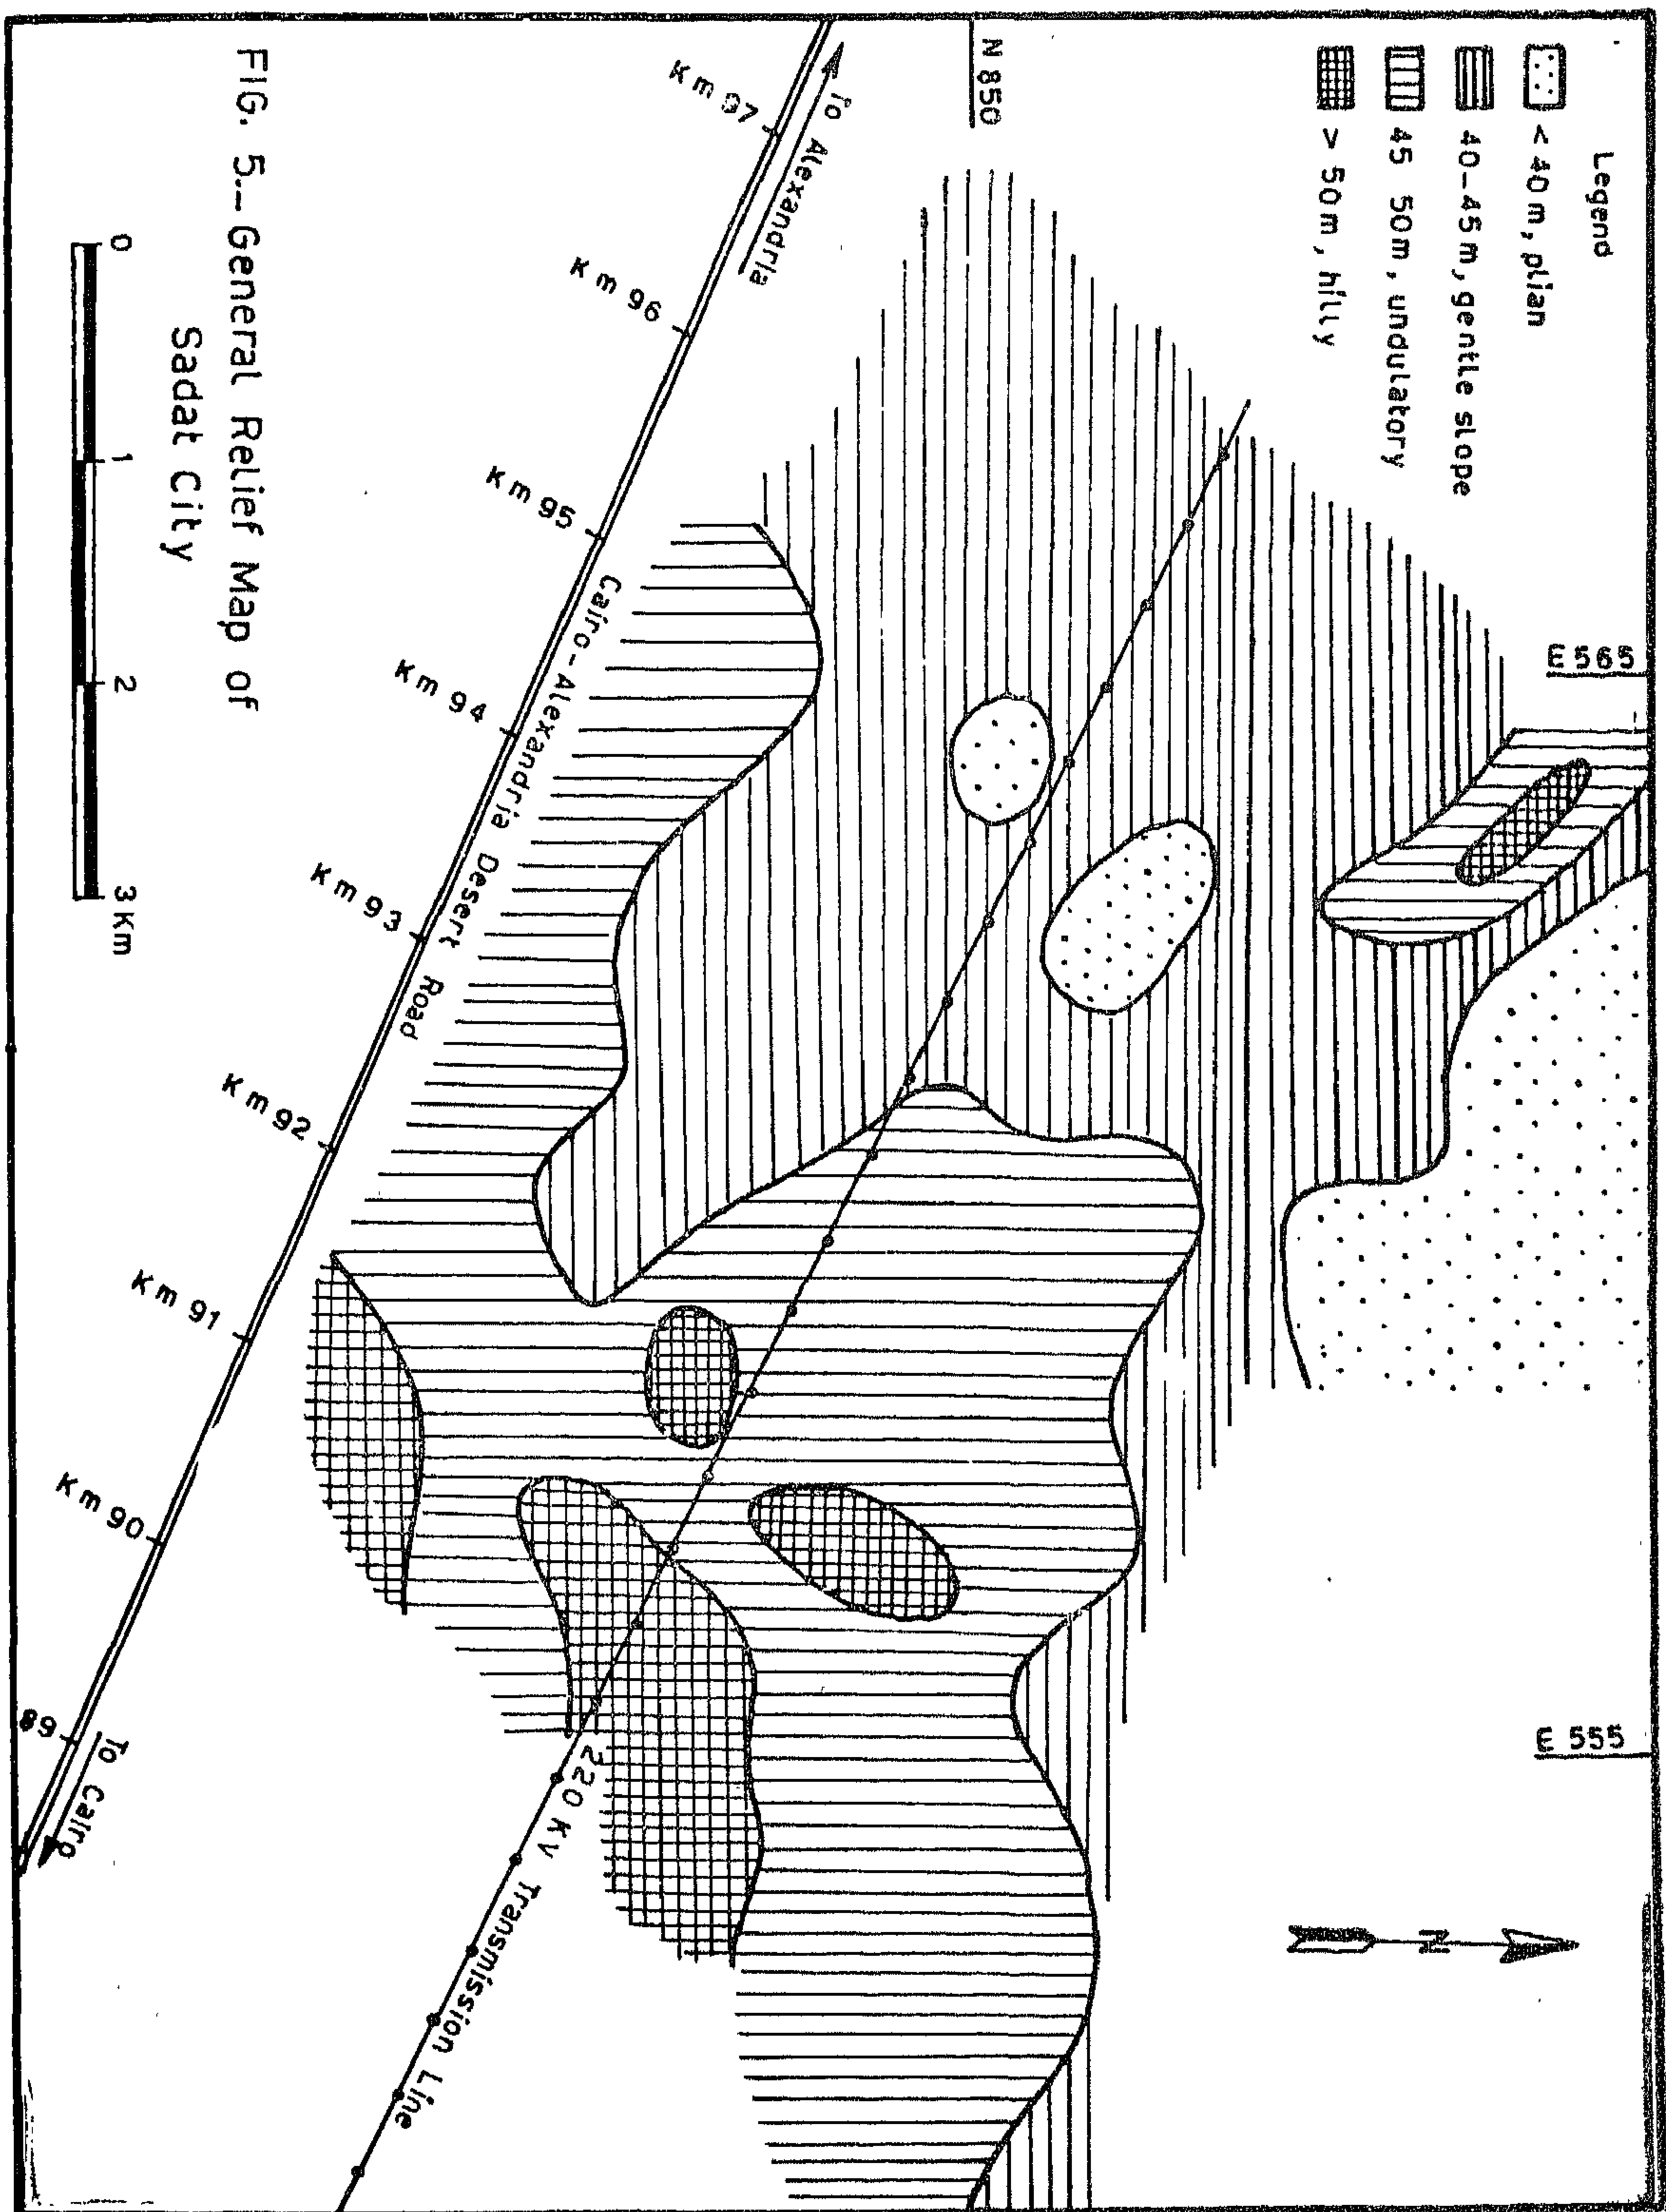 Legend
< 40 m, plian
40-45 m, gentle slope
45 50 m, undulatory
> 50 m, hilly
N 850
E 565
E 555
N
To Alexandria
Km 97
Km 96
Km 95
Km 94
Km 93
Km 92
Km 91
Km 90
89
To Cairo
Cairo-Alexandria Desert Road
220 KV Transmission Line
0 1 2 3 Km
FIG. 5.- General Relief Map of
Sadat City